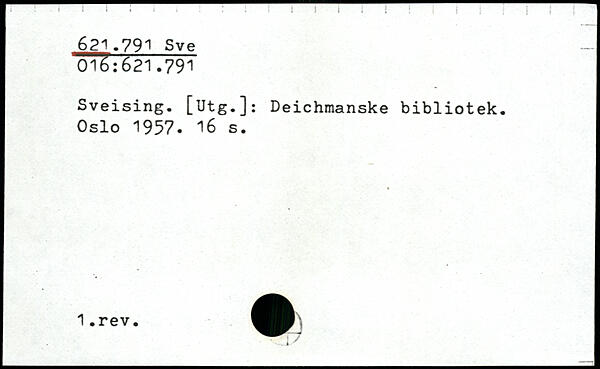 621.791 Sve
016:621.791
Sveising. [Utg.]: Deichmanske bibliotek.
Oslo 1957. 16 s.
1.rev.